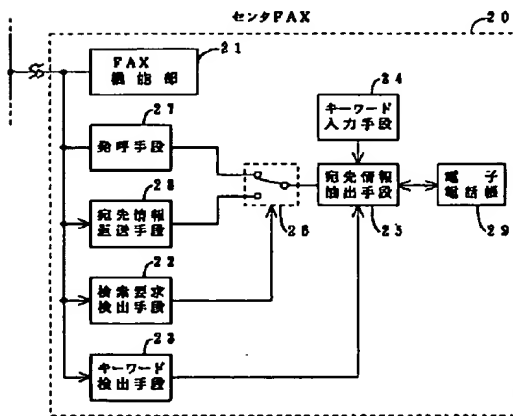 センタFAX
20
21
FAX
機能部
27
発呼手段
24
キーワード
入力手段
28
宛先情報
返送手段
26
宛先情報
抽出手段
25
電子
電話帳
29
22
検索要求
検出手段
23
キーワード
検出手段